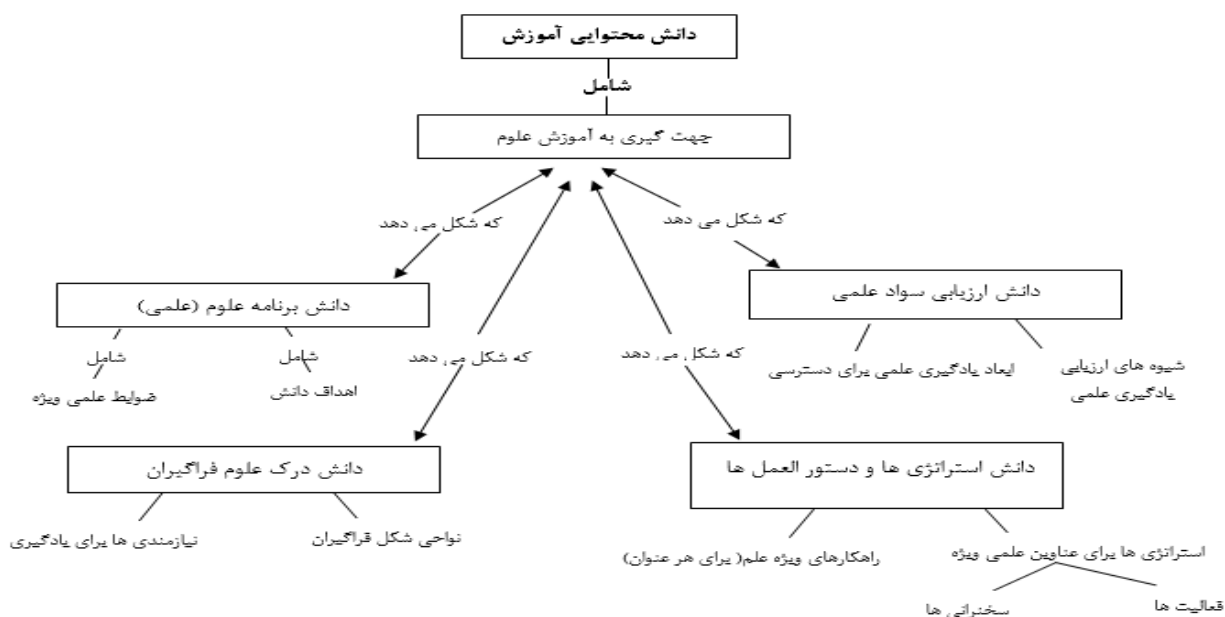 دانش محتوایی آموزش
شامل
جهت گیری به آموزش علوم
که شکل می دهد
که شکل می دهد
دانش ارزیابی سواد علمی
دانش برنامه علوم (علمی)
که شکل می دهد
که شکل می دهد
شیوه های ارزیابی
یادگیری علمی
ابعاد یادگیری علمی برای دسترسی
شامل
شامل
اهداف دانش
ضوابط علمی ویژه
دانش استراتژی ها و دستور العمل ها
دانش درک علوم فراگیران
استراتژی ها برای عناوین علمی ویژه
راهکارهای ویژه علم( برای هر عنوان)
نواحی شکل فراگیران
نیازمندی ها برای یادگیری
فعالیت ها
سخنرانی ها